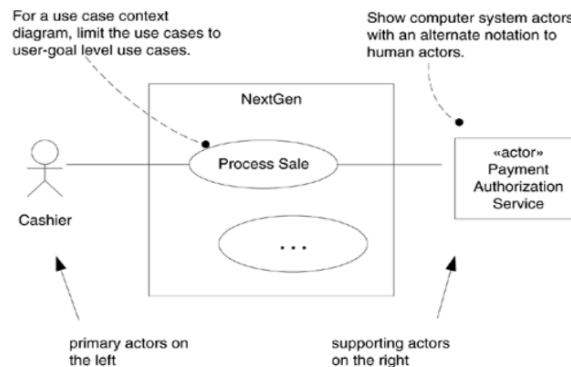 For a use case context
diagram, limit the use cases to
user-goal level use cases.
Show computer system actors
with an alternate notation to
human actors.
NextGen
Process Sale
Cashier
«actor»
Payment
Authorization
Service
...
primary actors on
the left
supporting actors
on the right